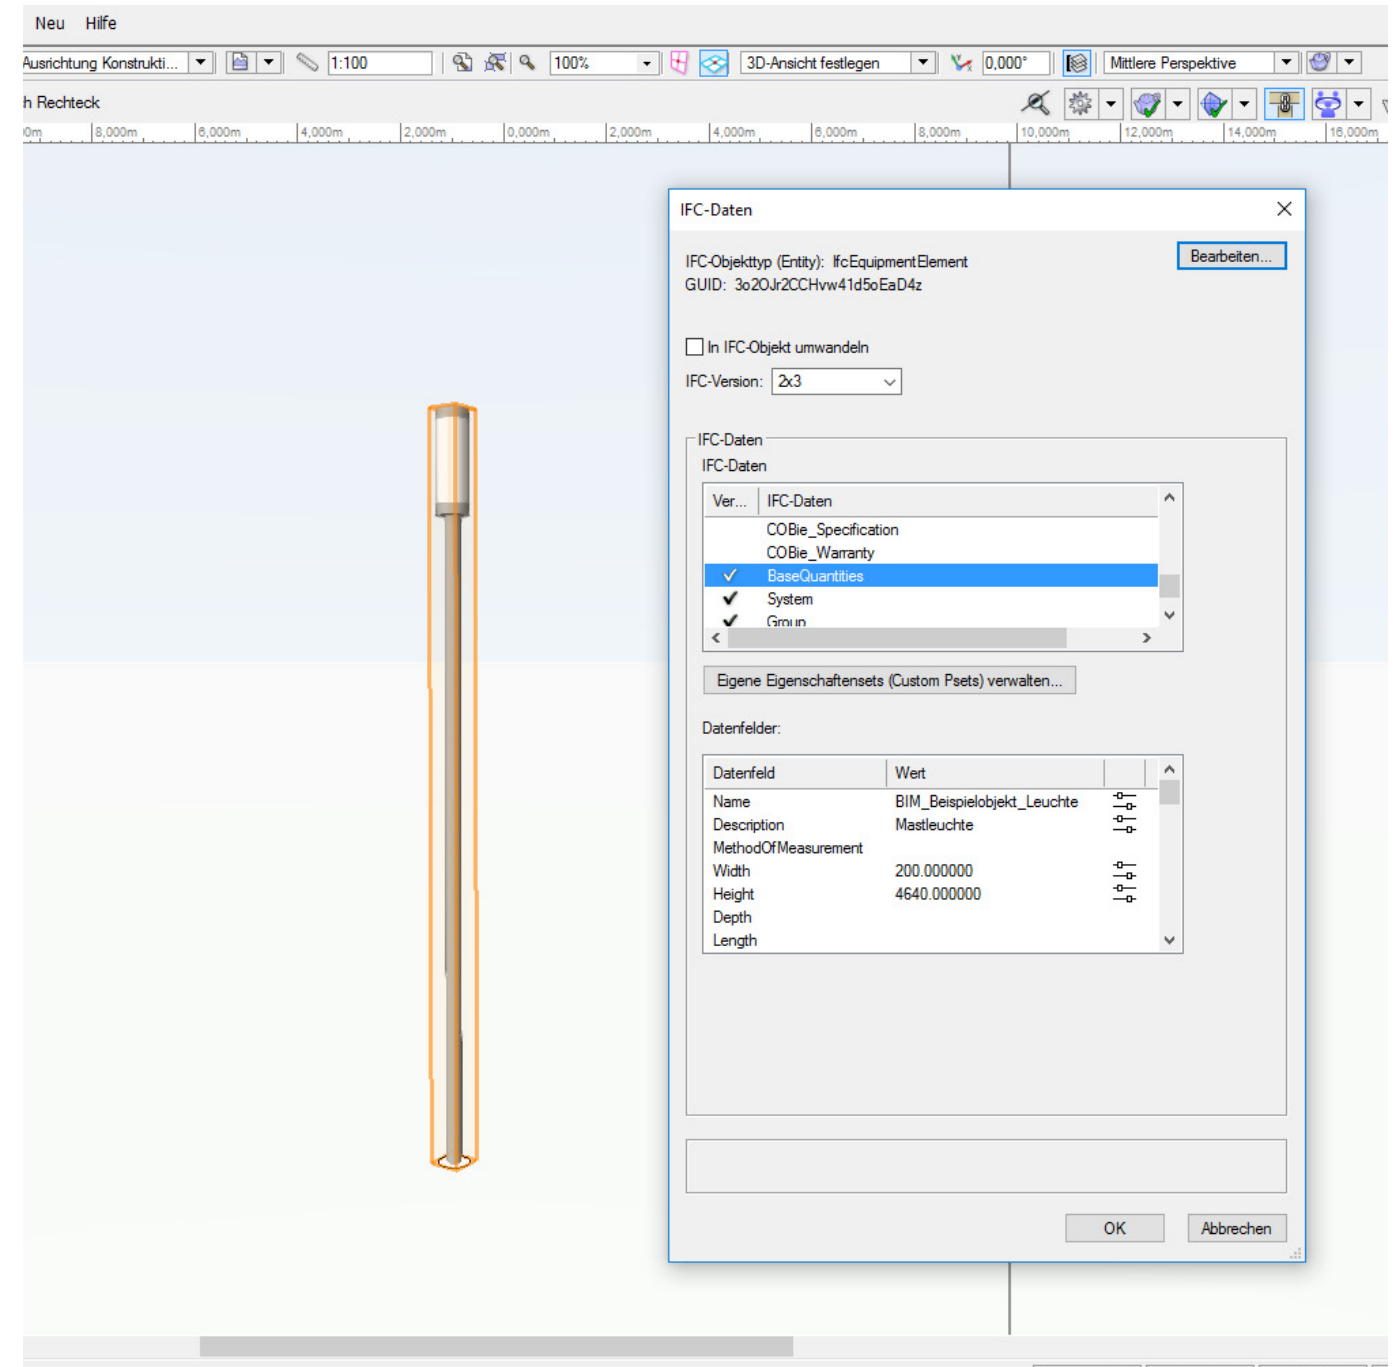 Neu Hilfe
Ausrichtung Konstrukti... 1:100 100% 3D-Ansicht festlegen 0,000° Mittlere Perspektive
h Rechteck
0m 8,000m 6,000m 4,000m 2,000m 0,000m 2,000m 4,000m 6,000m 8,000m 10,000m 12,000m 14,000m 16,000m
IFC-Daten
IFC-Objekttyp (Entity): IfcEquipmentElement Bearbeiten...
GUID: 3o2OJr2CCHvw41d5oEaD4z
In IFC-Objekt umwandeln
IFC-Version: 2x3
IFC-Daten
IFC-Daten
Ver... IFC-Daten
COBie_Specification
COBie_Warranty
BaseQuantities
System
Group
Eigene Eigenschaftensets (Custom Psets) verwalten...
Datenfelder:
Datenfeld Wert
Name BIM_Beispielobjekt_Leuchte
Description Mastleuchte
MethodOfMeasurement
Width 200.000000
Height 4640.000000
Depth
Length
OK Abbrechen